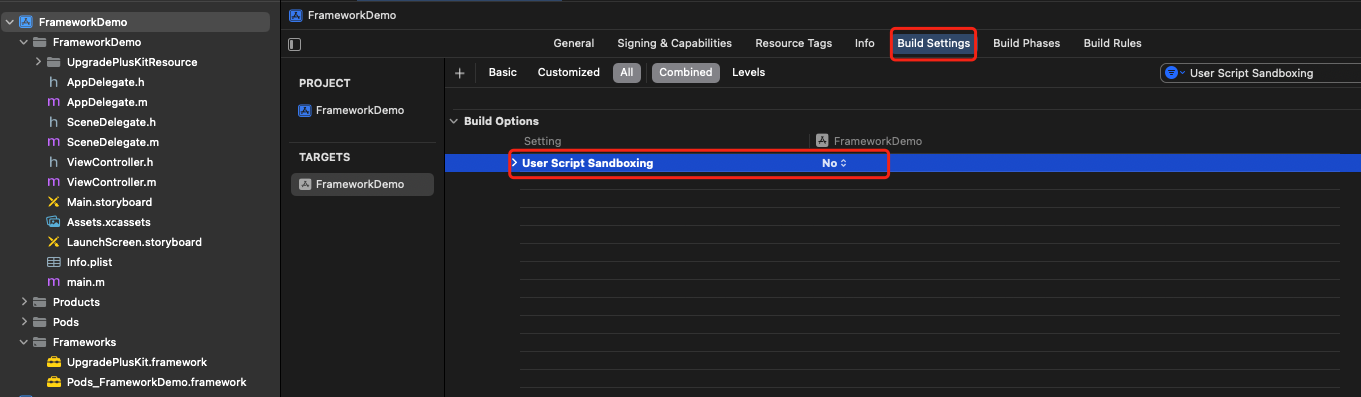 FrameworkDemo
FrameworkDemo
UpgradePlusKitResource
h AppDelegate.h
m AppDelegate.m
h SceneDelegate.h
m SceneDelegate.m
h ViewController.h
m ViewController.m
Main.storyboard
Assets.xcassets
LaunchScreen.storyboard
Info.plist
m main.m
Products
Pods
Frameworks
UpgradePlusKit.framework
Pods_FrameworkDemo.framework
FrameworkDemo
General Signing & Capabilities Resource Tags Info Build Settings Build Phases Build Rules
PROJECT
FrameworkDemo
TARGETS
FrameworkDemo
+ Basic Customized All Combined Levels User Script Sandboxing
Build Options
Setting FrameworkDemo
User Script Sandboxing No